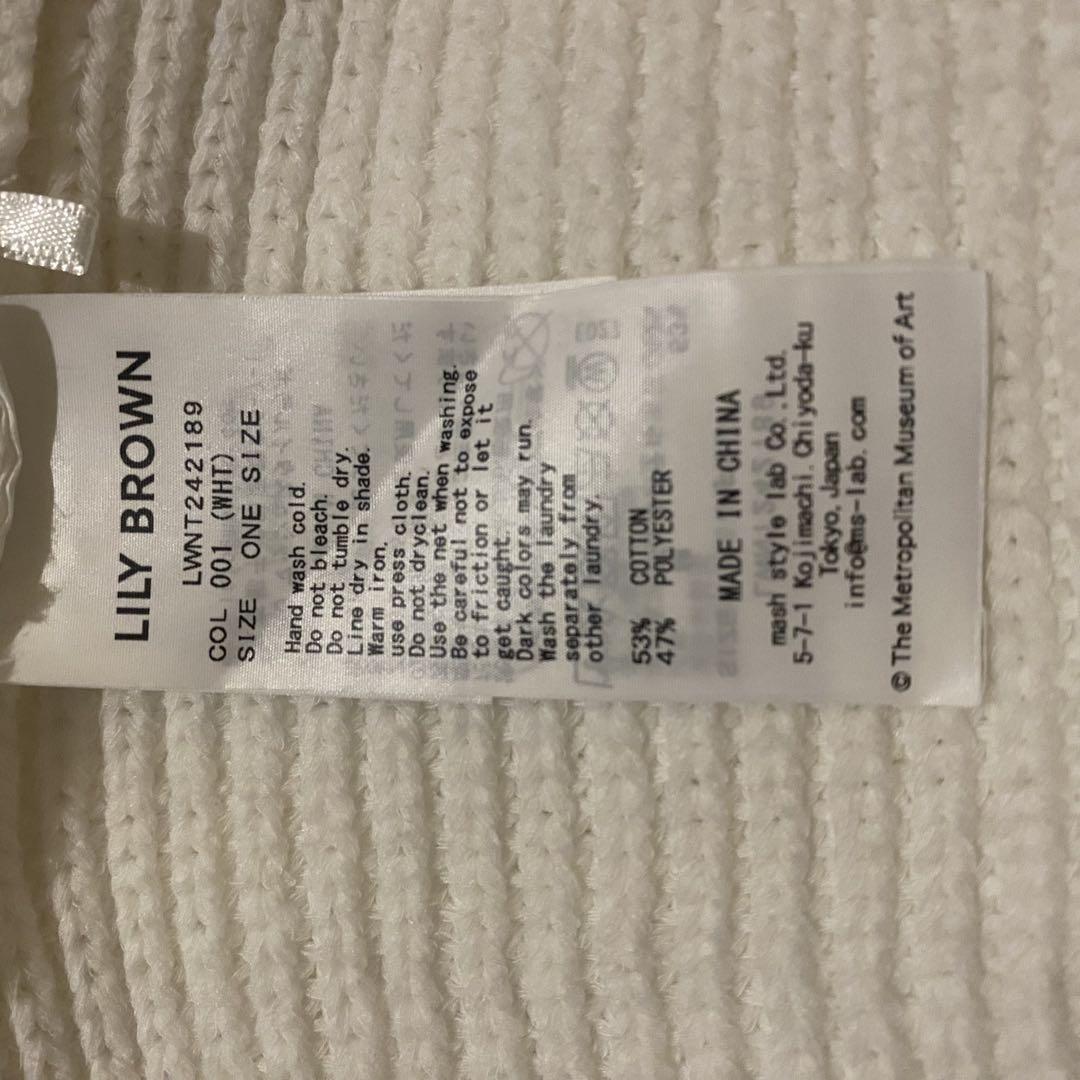 LILY BROWN
LWNT242189
COL 001 (WHT)
SIZE ONE SIZE
Hand wash cold.
Do not bleach.
Do not tumble dry.
Line dry in shade.
Warm iron.
use press cloth.
Do not dryclean.
Use the net when washing.
Be careful not to expose
to friction or let it
get caught.
Dark colors may run.
Wash the laundry
separately from
other laundry.
53% COTTON
47% POLYESTER
MADE IN CHINA
mash style lab Co.,Ltd.
5-7-1 Kojimachi.Chiyoda-ku
Tokyo, Japan
info@ms-lab.com
© The Metropolitan Museum of Art